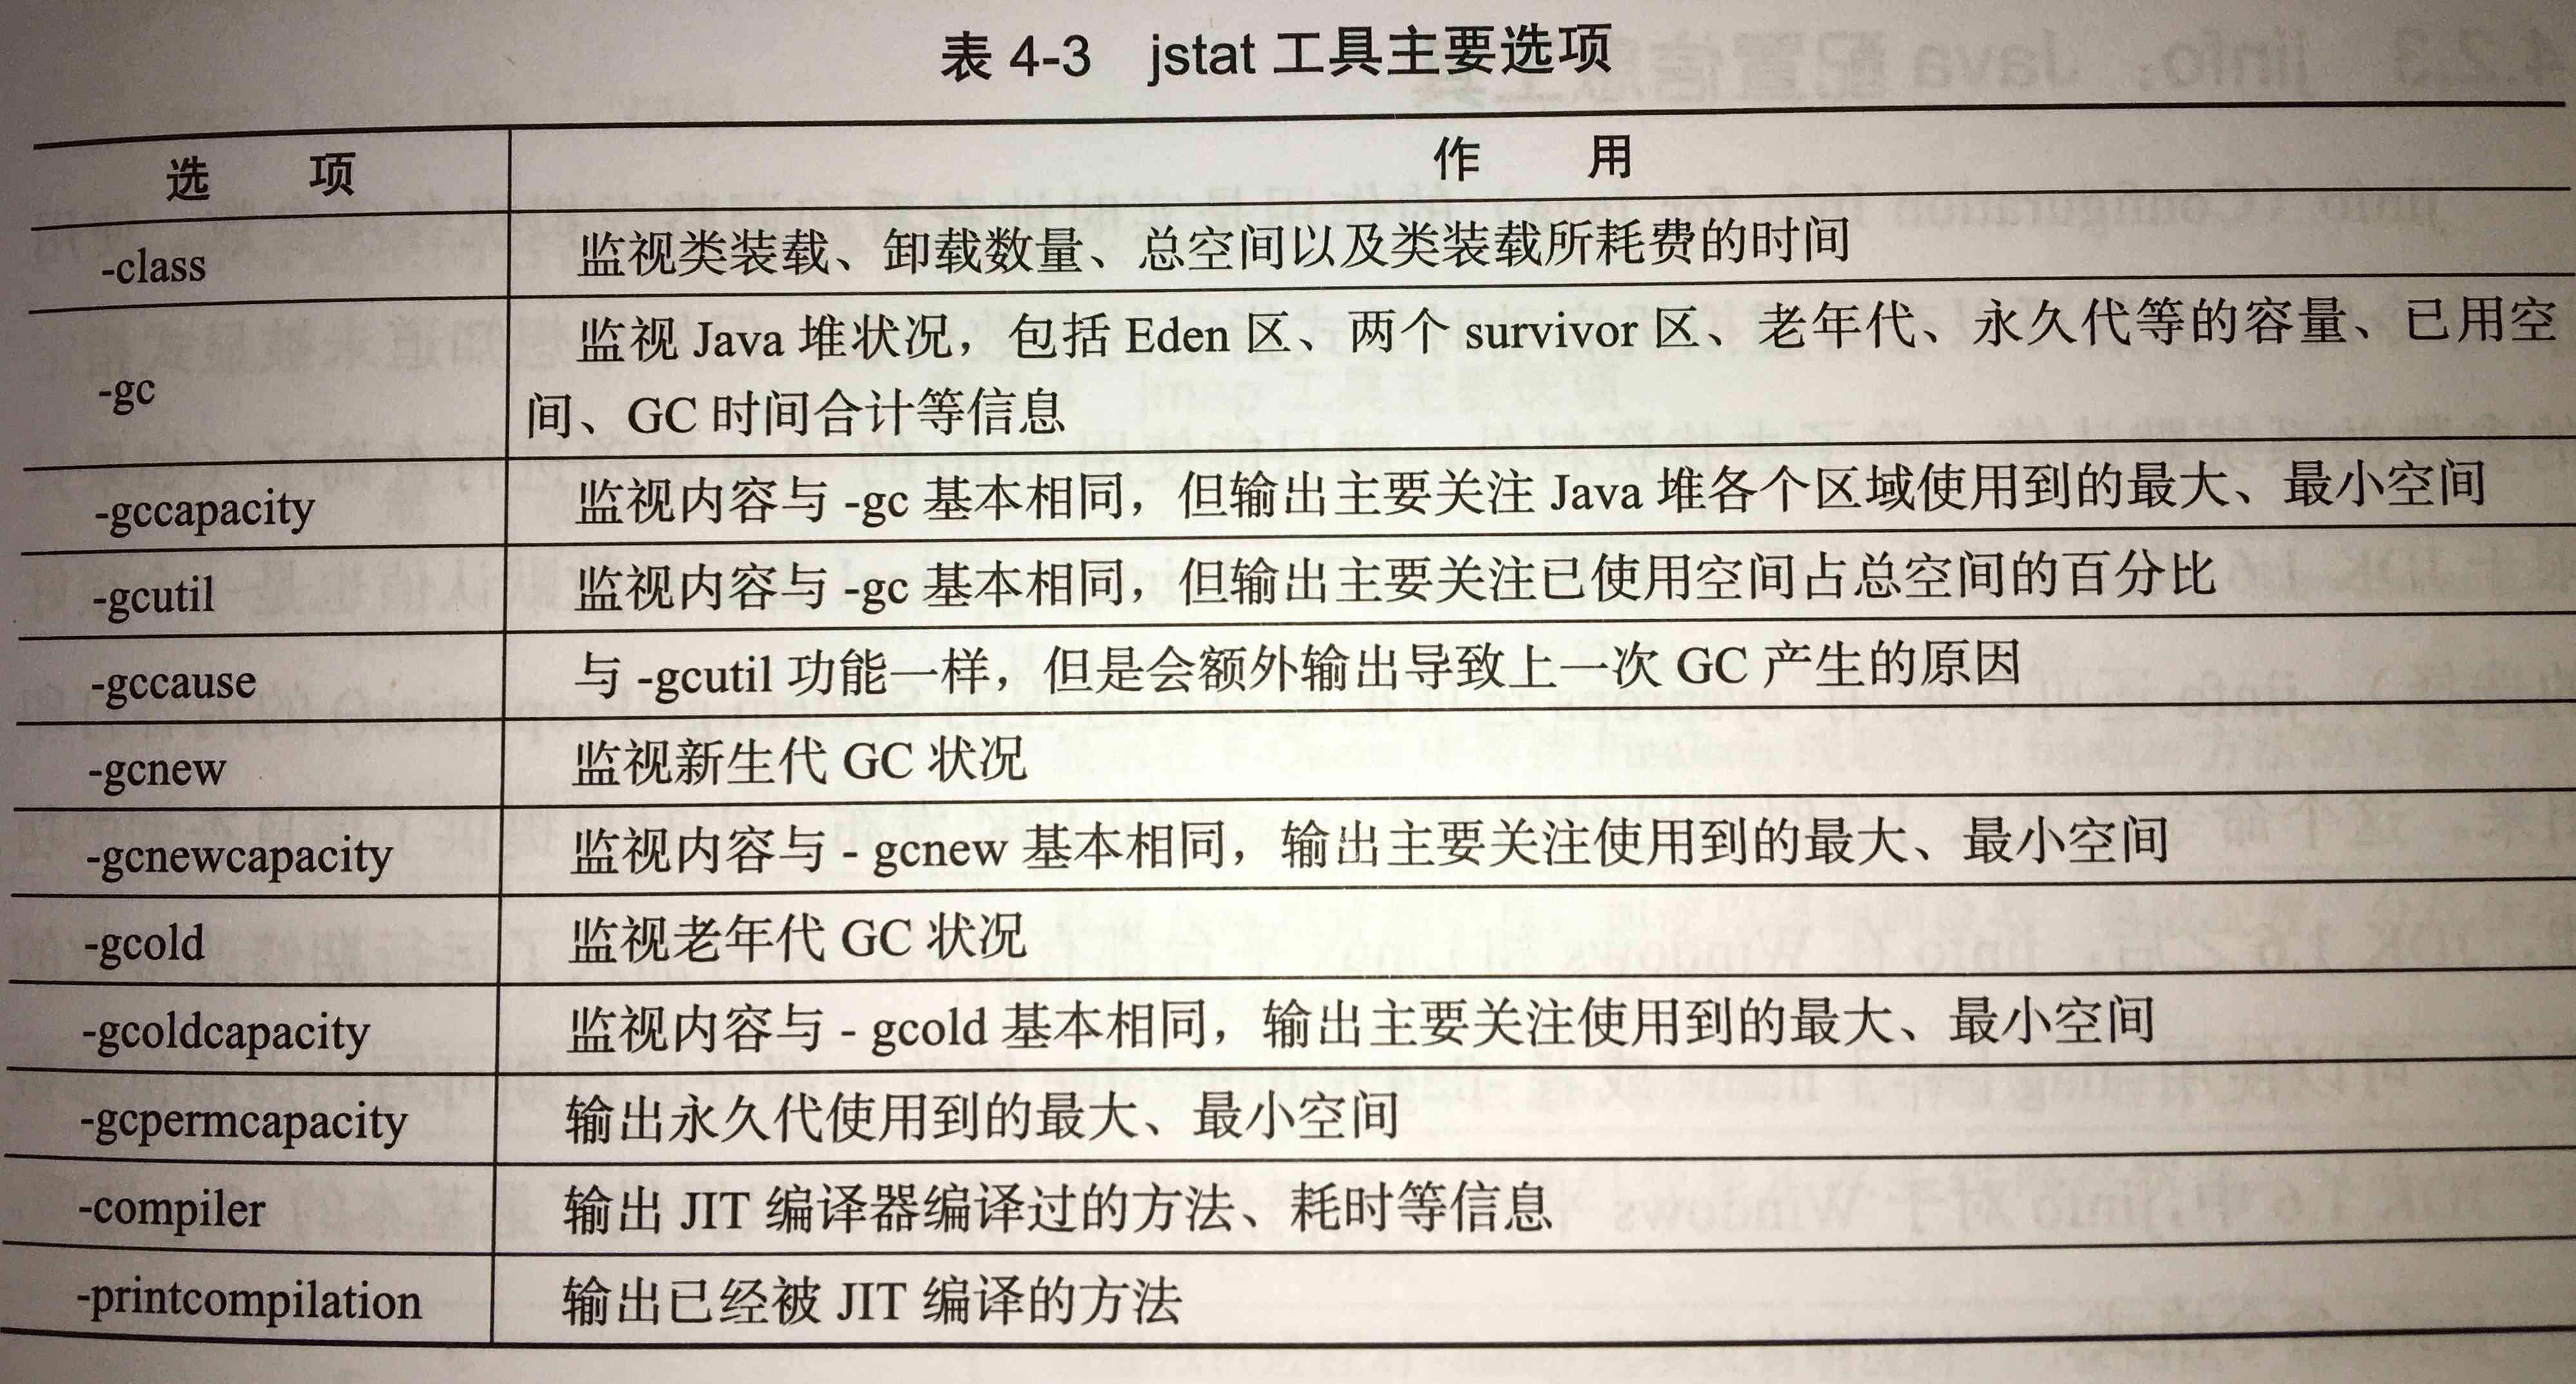 表 4-3 jstat 工具主要选项
选 项 作 用
-class 监视类装载、卸载数量、总空间以及类装载所耗费的时间
-gc 监视 Java 堆状况，包括 Eden 区、两个 survivor 区、老年代、永久代等的容量、已用空
间、GC 时间合计等信息
-gccapacity 监视内容与 -gc 基本相同，但输出主要关注 Java 堆各个区域使用到的最大、最小空间
-gcutil 监视内容与 -gc 基本相同，但输出主要关注已使用空间占总空间的百分比
-gccause 与 -gcutil 功能一样，但是会额外输出导致上一次 GC 产生的原因
-gcnew 监视新生代 GC 状况
-gcnewcapacity 监视内容与 - gcnew 基本相同，输出主要关注使用到的最大、最小空间
-gcold 监视老年代 GC 状况
-gcoldcapacity 监视内容与 - gcold 基本相同，输出主要关注使用到的最大、最小空间
-gcpermcapacity 输出永久代使用到的最大、最小空间
-compiler 输出 JIT 编译器编译过的方法、耗时等信息
-printcompilation 输出已经被 JIT 编译的方法